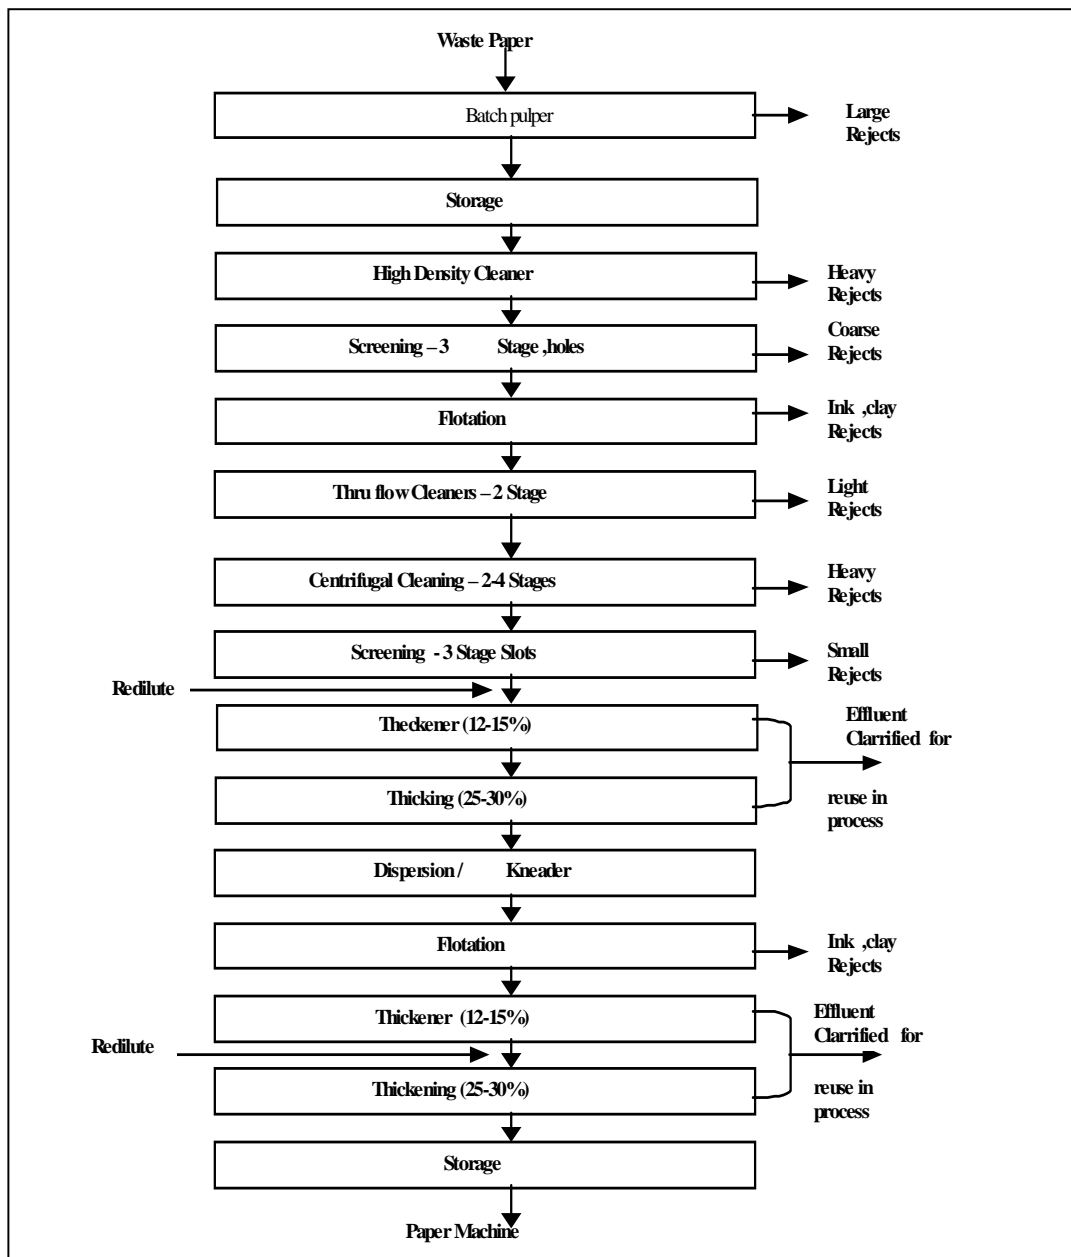 Waste Paper
Batch pulper
Large
Rejects
Storage
High Density Cleaner
Heavy
Rejects
Screening – 3 Stage ,holes
Coarse
Rejects
Flotation
Ink ,clay
Rejects
Thru flow Cleaners – 2 Stage
Light
Rejects
Centrifugal Cleaning – 2-4 Stages
Heavy
Rejects
Screening - 3 Stage Slots
Small
Rejects
Redilute
Theckener (12-15%)
Effluent
Clarrified for
Thicking (25-30%)
reuse in
process
Dispersion / Kneader
Flotation
Ink ,clay
Rejects
Thickener (12-15%)
Effluent
Clarrified for
Redilute
Thickening (25-30%)
reuse in
process
Storage
Paper Machine